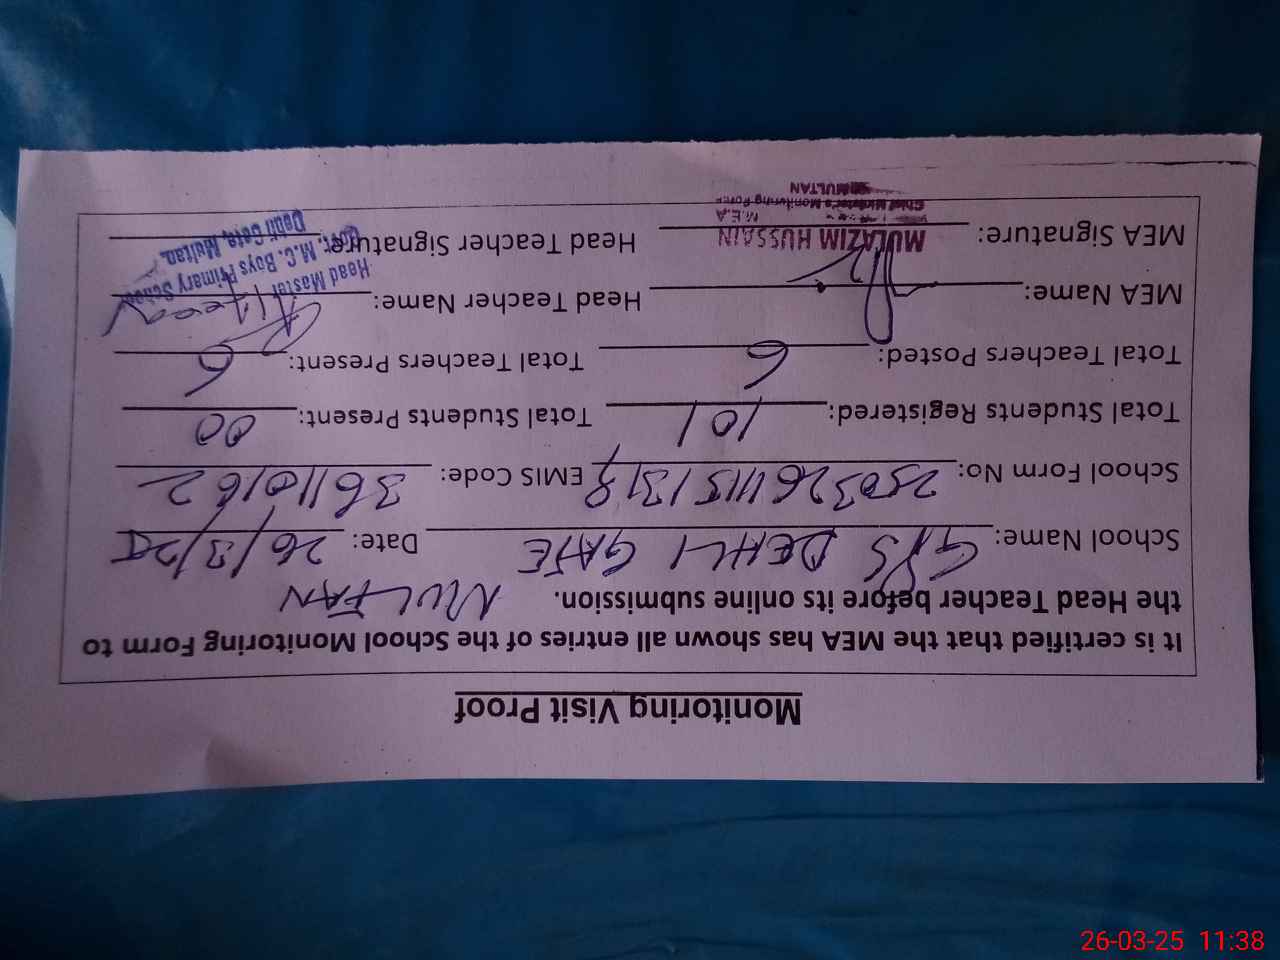 Monitoring Visit Proof
It is certified that the MEA has shown all entries of the School Monitoring Form to
the Head Teacher before its online submission. MULTAN
School Name: GPS DEHLI GATE Date: 26/3/25
School Form No: EMIS Code: 36110162
Total Students Registered: 101 Total Students Present: 00
Total Teachers Posted: 6 Total Teachers Present: 6
MEA Name: Head Teacher Name:
Head Master
MEA Signature: MULAZIM HUSSAIN Head Teacher Signature: M.C. Boys Primary School
M.E.A Dehli Gate, Multan.
Chief Minister's Monitoring Force
MULTAN
26-03-25 11:38